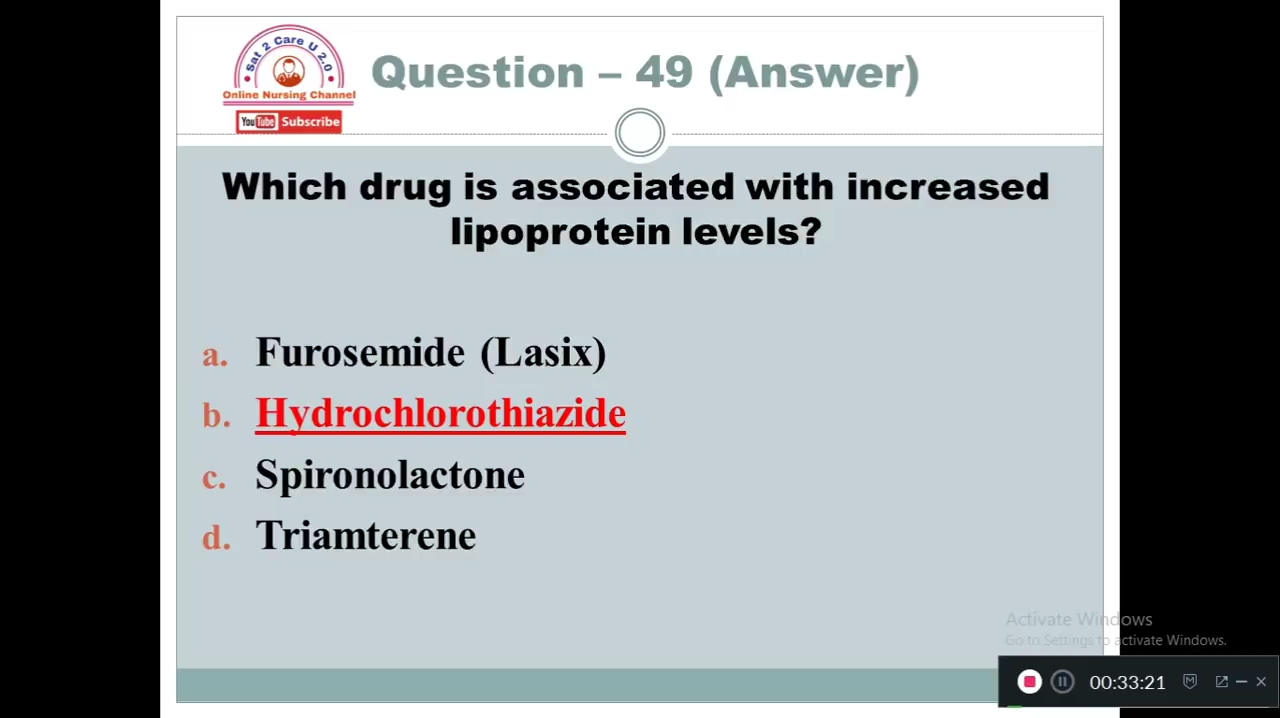 Sat 2 Care U 2.0
Online Nursing Channel
YouTube Subscribe
Question – 49 (Answer)
Which drug is associated with increased
lipoprotein levels?
a. Furosemide (Lasix)
b. Hydrochlorothiazide
c. Spironolactone
d. Triamterene
Activate Windows
Go to Settings to activate Windows.
00:33:21